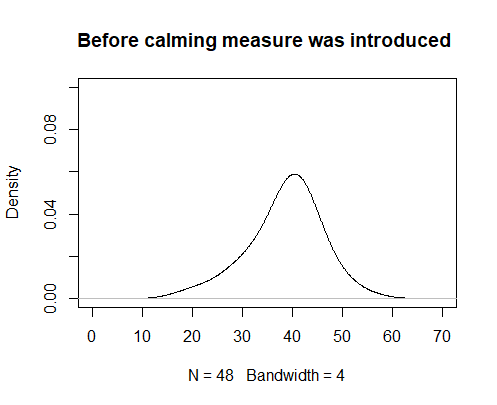 Before calming measure was introduced
Density
0.00
0.04
0.08
0 10 20 30 40 50 60 70
N = 48 Bandwidth = 4